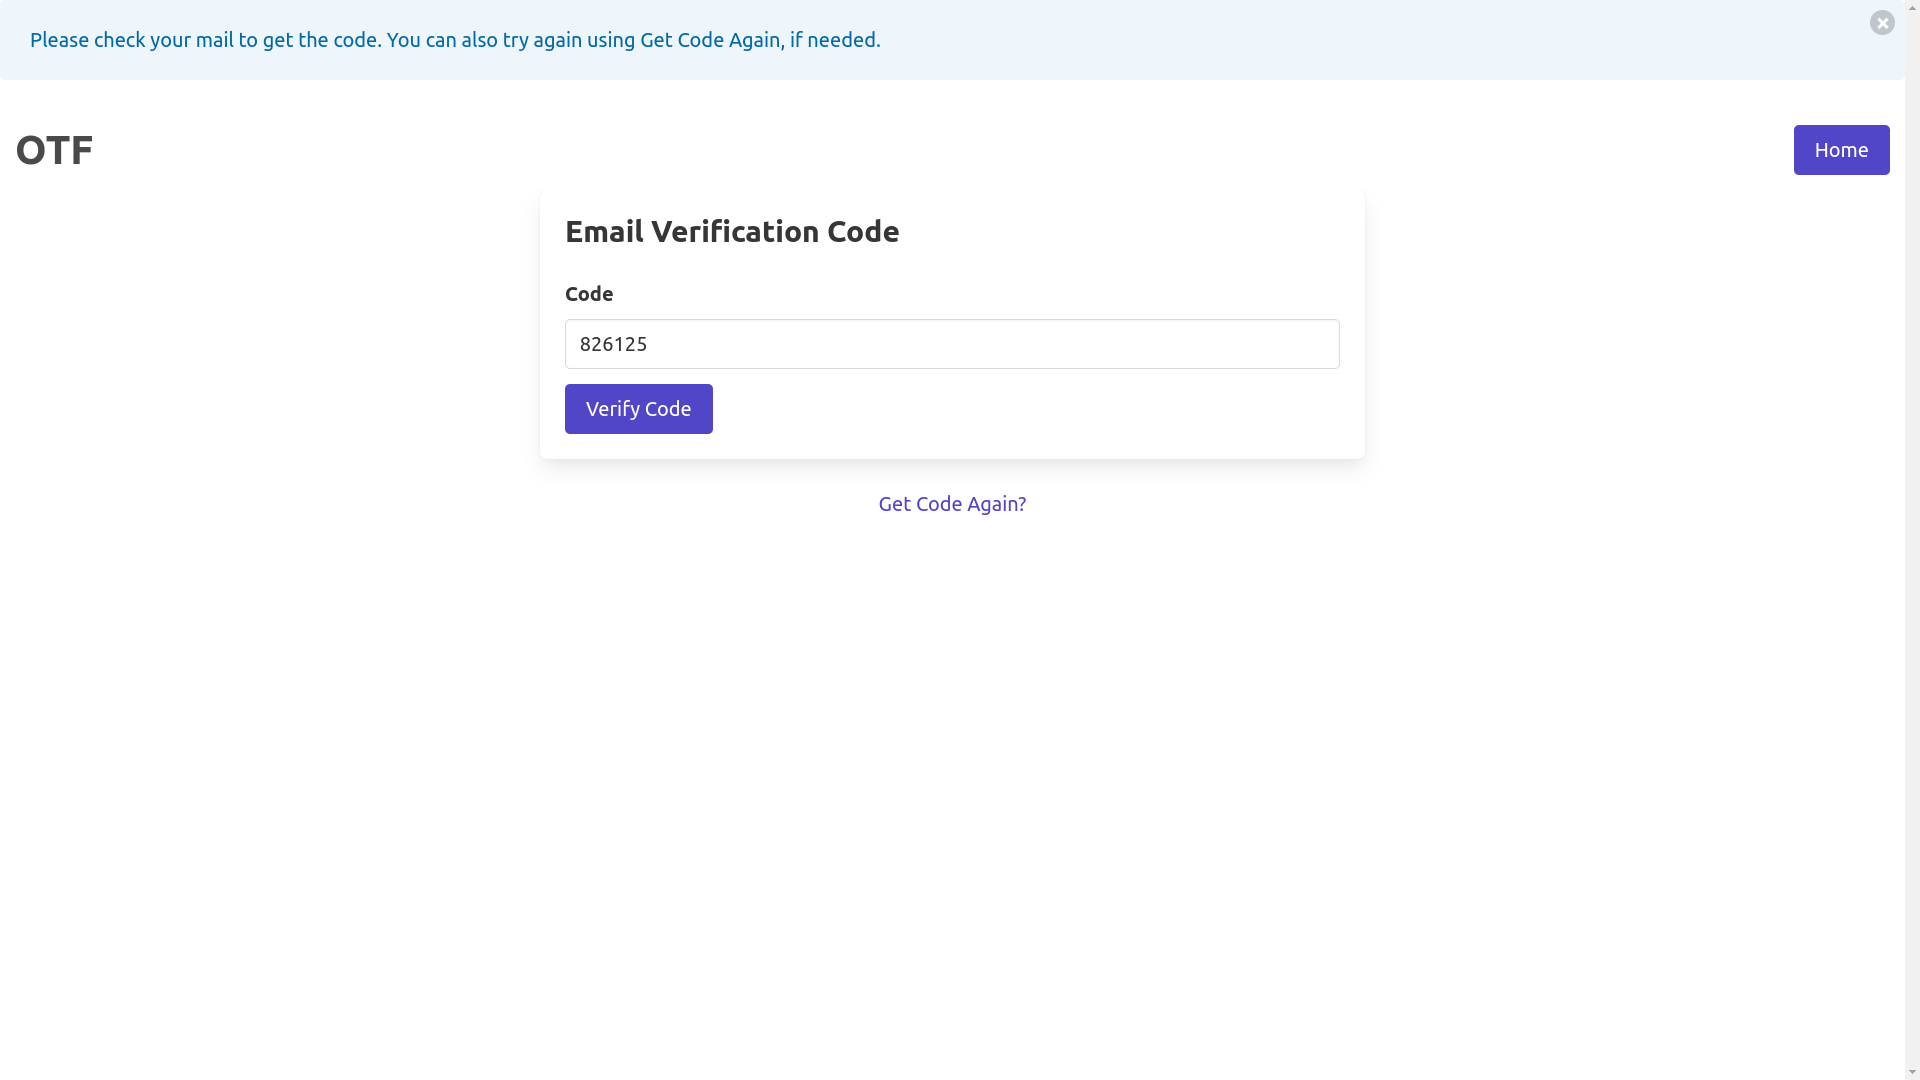 Please check your mail to get the code. You can also try again using Get Code Again, if needed.
OTF
Home
Email Verification Code
Code
826125
Verify Code
Get Code Again?